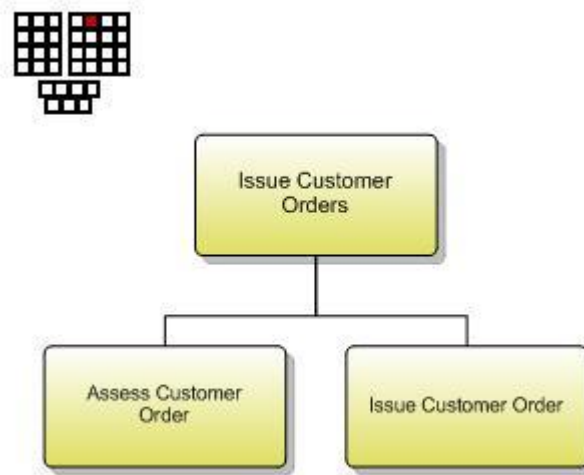 Issue Customer
Orders
Assess Customer
Order
Issue Customer Order